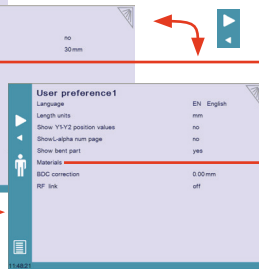 no
30 mm
User preference1
Language EN English
Length units mm
Show Y1-Y2 position values no
ShowL-alpha num page no
Show bent part yes
Materials
BDC correction 0.00 mm
RF link off
11:48:21